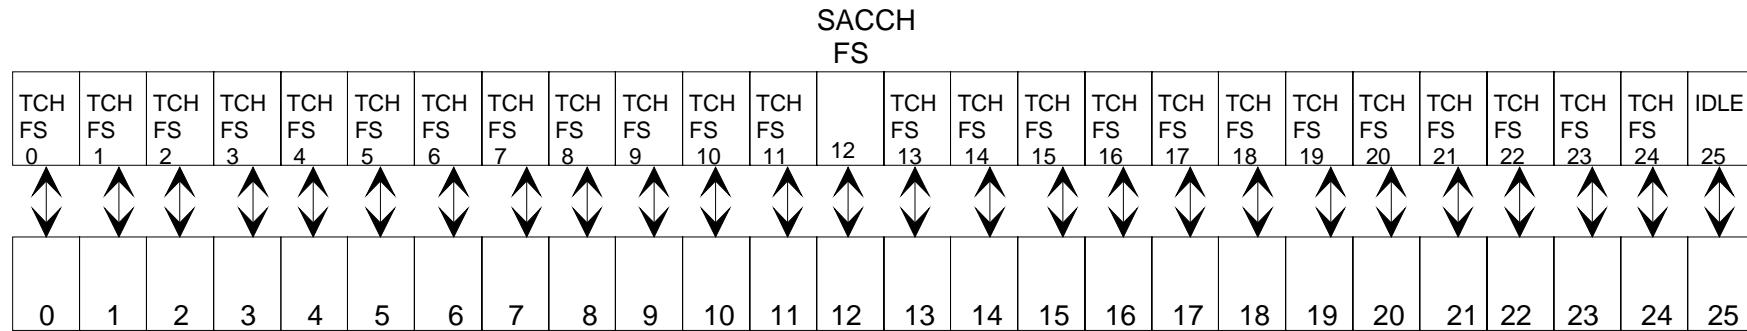 SACCH
FS
TCH TCH TCH TCH TCH TCH TCH TCH TCH TCH TCH TCH TCH TCH TCH TCH TCH TCH TCH TCH TCH TCH TCH TCH IDLE
FS FS FS FS FS FS FS FS FS FS FS FS FS FS FS FS FS FS FS FS FS FS FS FS
0 1 2 3 4 5 6 7 8 9 10 11 12 13 14 15 16 17 18 19 20 21 22 23 24 25
0 1 2 3 4 5 6 7 8 9 10 11 12 13 14 15 16 17 18 19 20 21 22 23 24 25